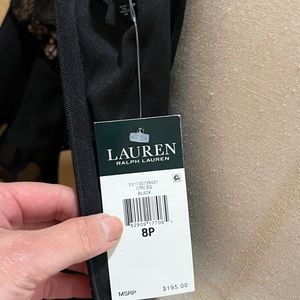 LAUREN
RALPH LAUREN
DRESS
BLACK
8P
MSRP $195.00